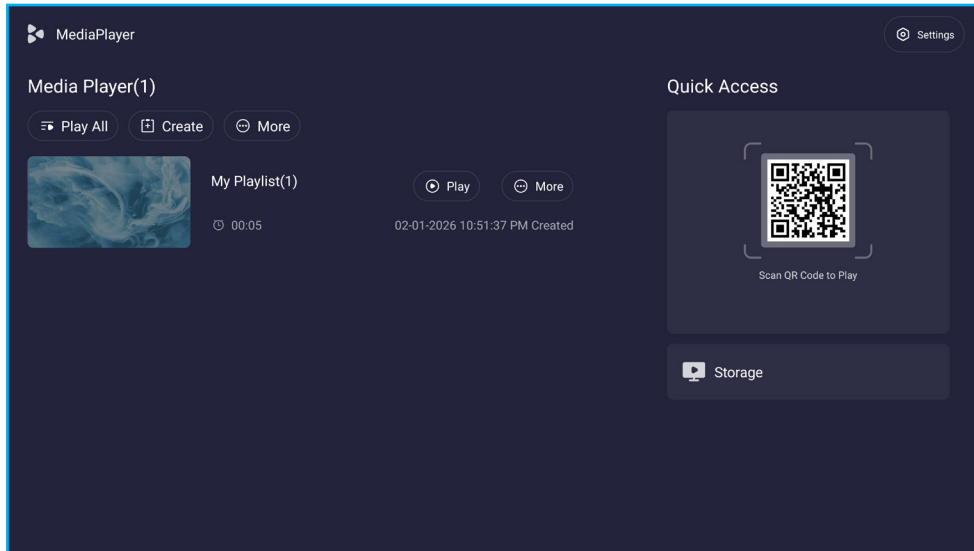 MediaPlayer
Settings
Media Player(1)
Play All
Create
More
My Playlist(1)
Play
More
00:05
02-01-2026 10:51:37 PM Created
Quick Access
Scan QR Code to Play
Storage